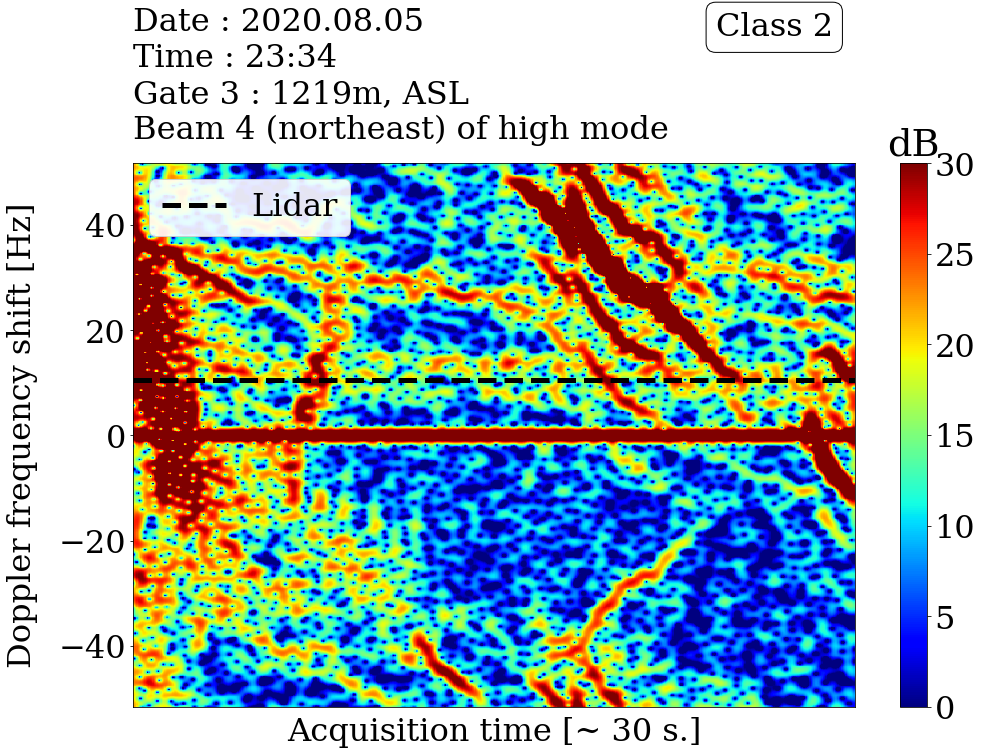 Date : 2020.08.05
Time : 23:34
Gate 3 : 1219m, ASL
Beam 4 (northeast) of high mode
Class 2
dB
Lidar
Doppler frequency shift [Hz]
40
20
0
−20
−40
30
25
20
15
10
5
0
Acquisition time [~ 30 s.]